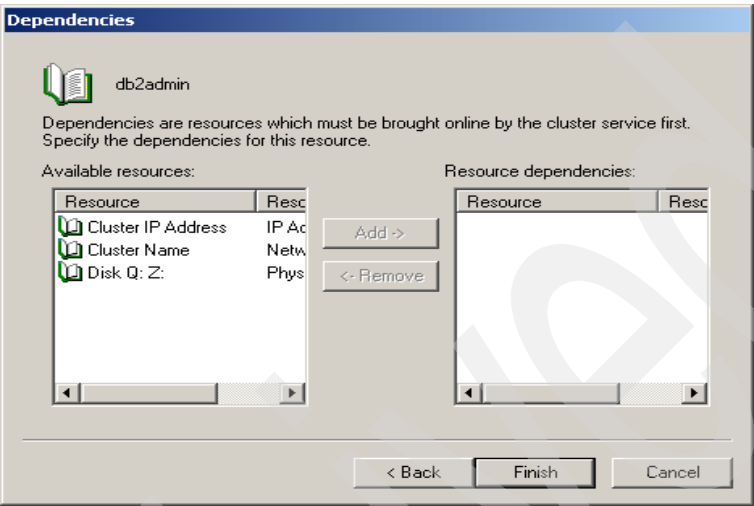 Dependencies
db2admin
Dependencies are resources which must be brought online by the cluster service first.
Specify the dependencies for this resource.
Available resources: Resource dependencies:
Resource Resc Resource Resc
Cluster IP Address IP Ac
Cluster Name Netw
Disk Q: Z: Phys
Add ->
<- Remove
< Back Finish Cancel